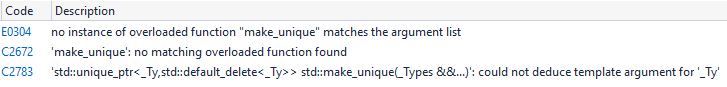 Code Description
E0304 no instance of overloaded function "make_unique" matches the argument list
C2672 'make_unique': no matching overloaded function found
C2783 'std::unique_ptr<_Ty,std::default_delete<_Ty>> std::make_unique(_Types &&...)': could not deduce template argument for '_Ty'